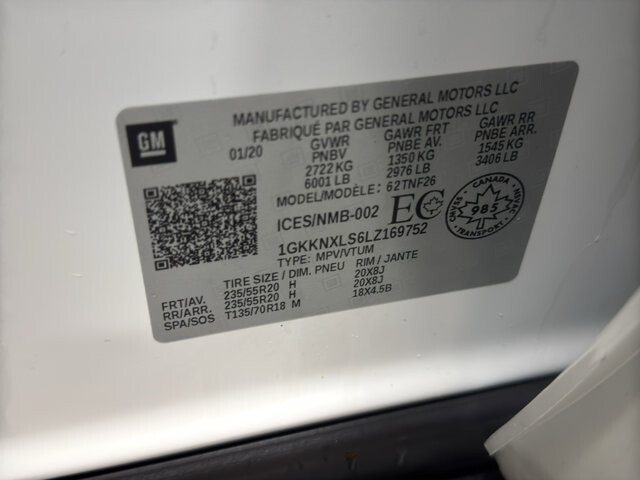 GM
MANUFACTURED BY GENERAL MOTORS LLC
FABRIQUÉ PAR GENERAL MOTORS LLC
01/20 GVWR GAWR FRT GAWR RR
PNBV PNBE AV. PNBE ARR.
2722 KG 1350 KG 1545 KG
6001 LB 2976 LB 3406 LB
MODEL/MODÈLE: 62TNF26
ICES/NMB-002 EC
CANADA
985
1GKKNXLS6LZ169752
TYPE: MPV/VTUM
TIRE SIZE / DIM. PNEU RIM / JANTE
FRT/AV. 235/55R20 H 20X8J
RR/ARR. 235/55R20 H 20X8J
SPA/SOS T135/70R18 M 18X4.5B